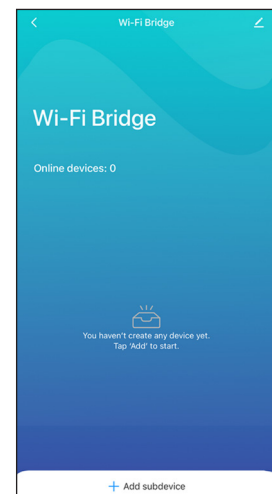 Wi-Fi Bridge
Wi-Fi Bridge
Online devices: 0
You haven't create any device yet.
Tap 'Add' to start.
+ Add subdevice